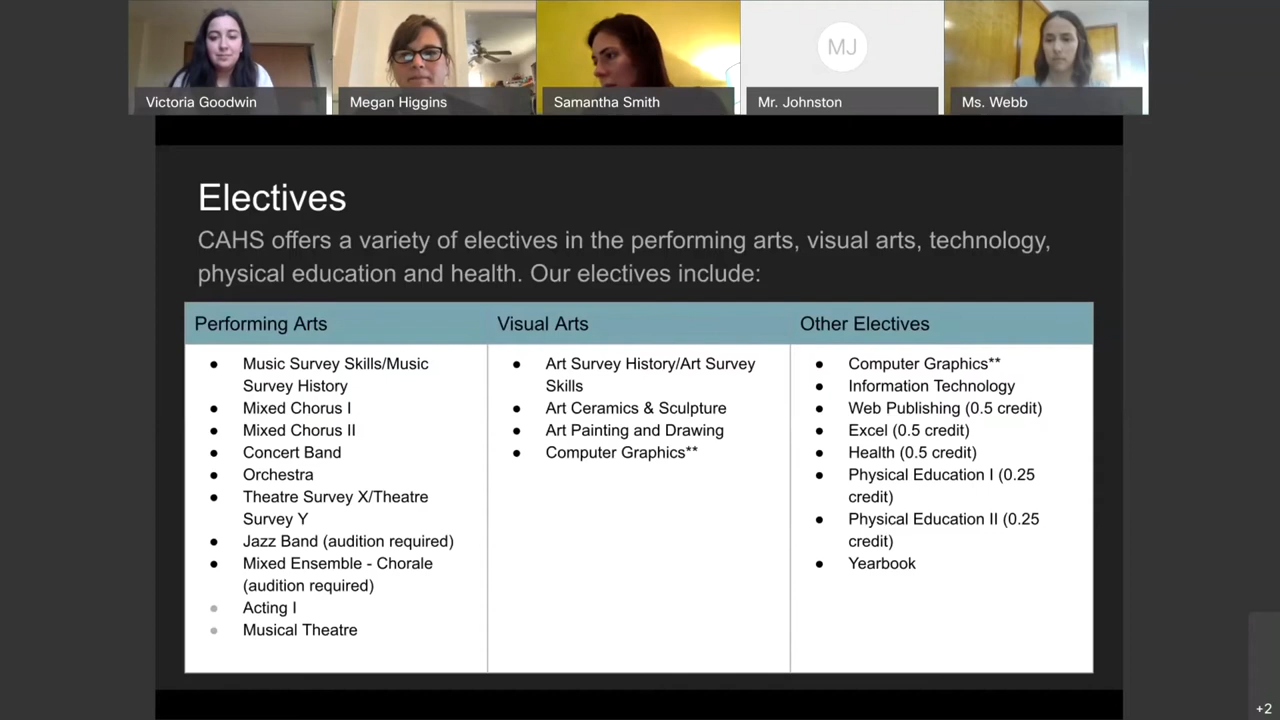 Victoria Goodwin
Megan Higgins
Samantha Smith
MJ
Mr. Johnston
Ms. Webb
Electives
CAHS offers a variety of electives in the performing arts, visual arts, technology,
physical education and health. Our electives include:
Performing Arts
● Music Survey Skills/Music
Survey History
● Mixed Chorus I
● Mixed Chorus II
● Concert Band
● Orchestra
● Theatre Survey X/Theatre
Survey Y
● Jazz Band (audition required)
● Mixed Ensemble - Chorale
(audition required)
● Acting I
● Musical Theatre
Visual Arts
● Art Survey History/Art Survey
Skills
● Art Ceramics & Sculpture
● Art Painting and Drawing
● Computer Graphics**
Other Electives
● Computer Graphics**
● Information Technology
● Web Publishing (0.5 credit)
● Excel (0.5 credit)
● Health (0.5 credit)
● Physical Education I (0.25
credit)
● Physical Education II (0.25
credit)
● Yearbook
+2